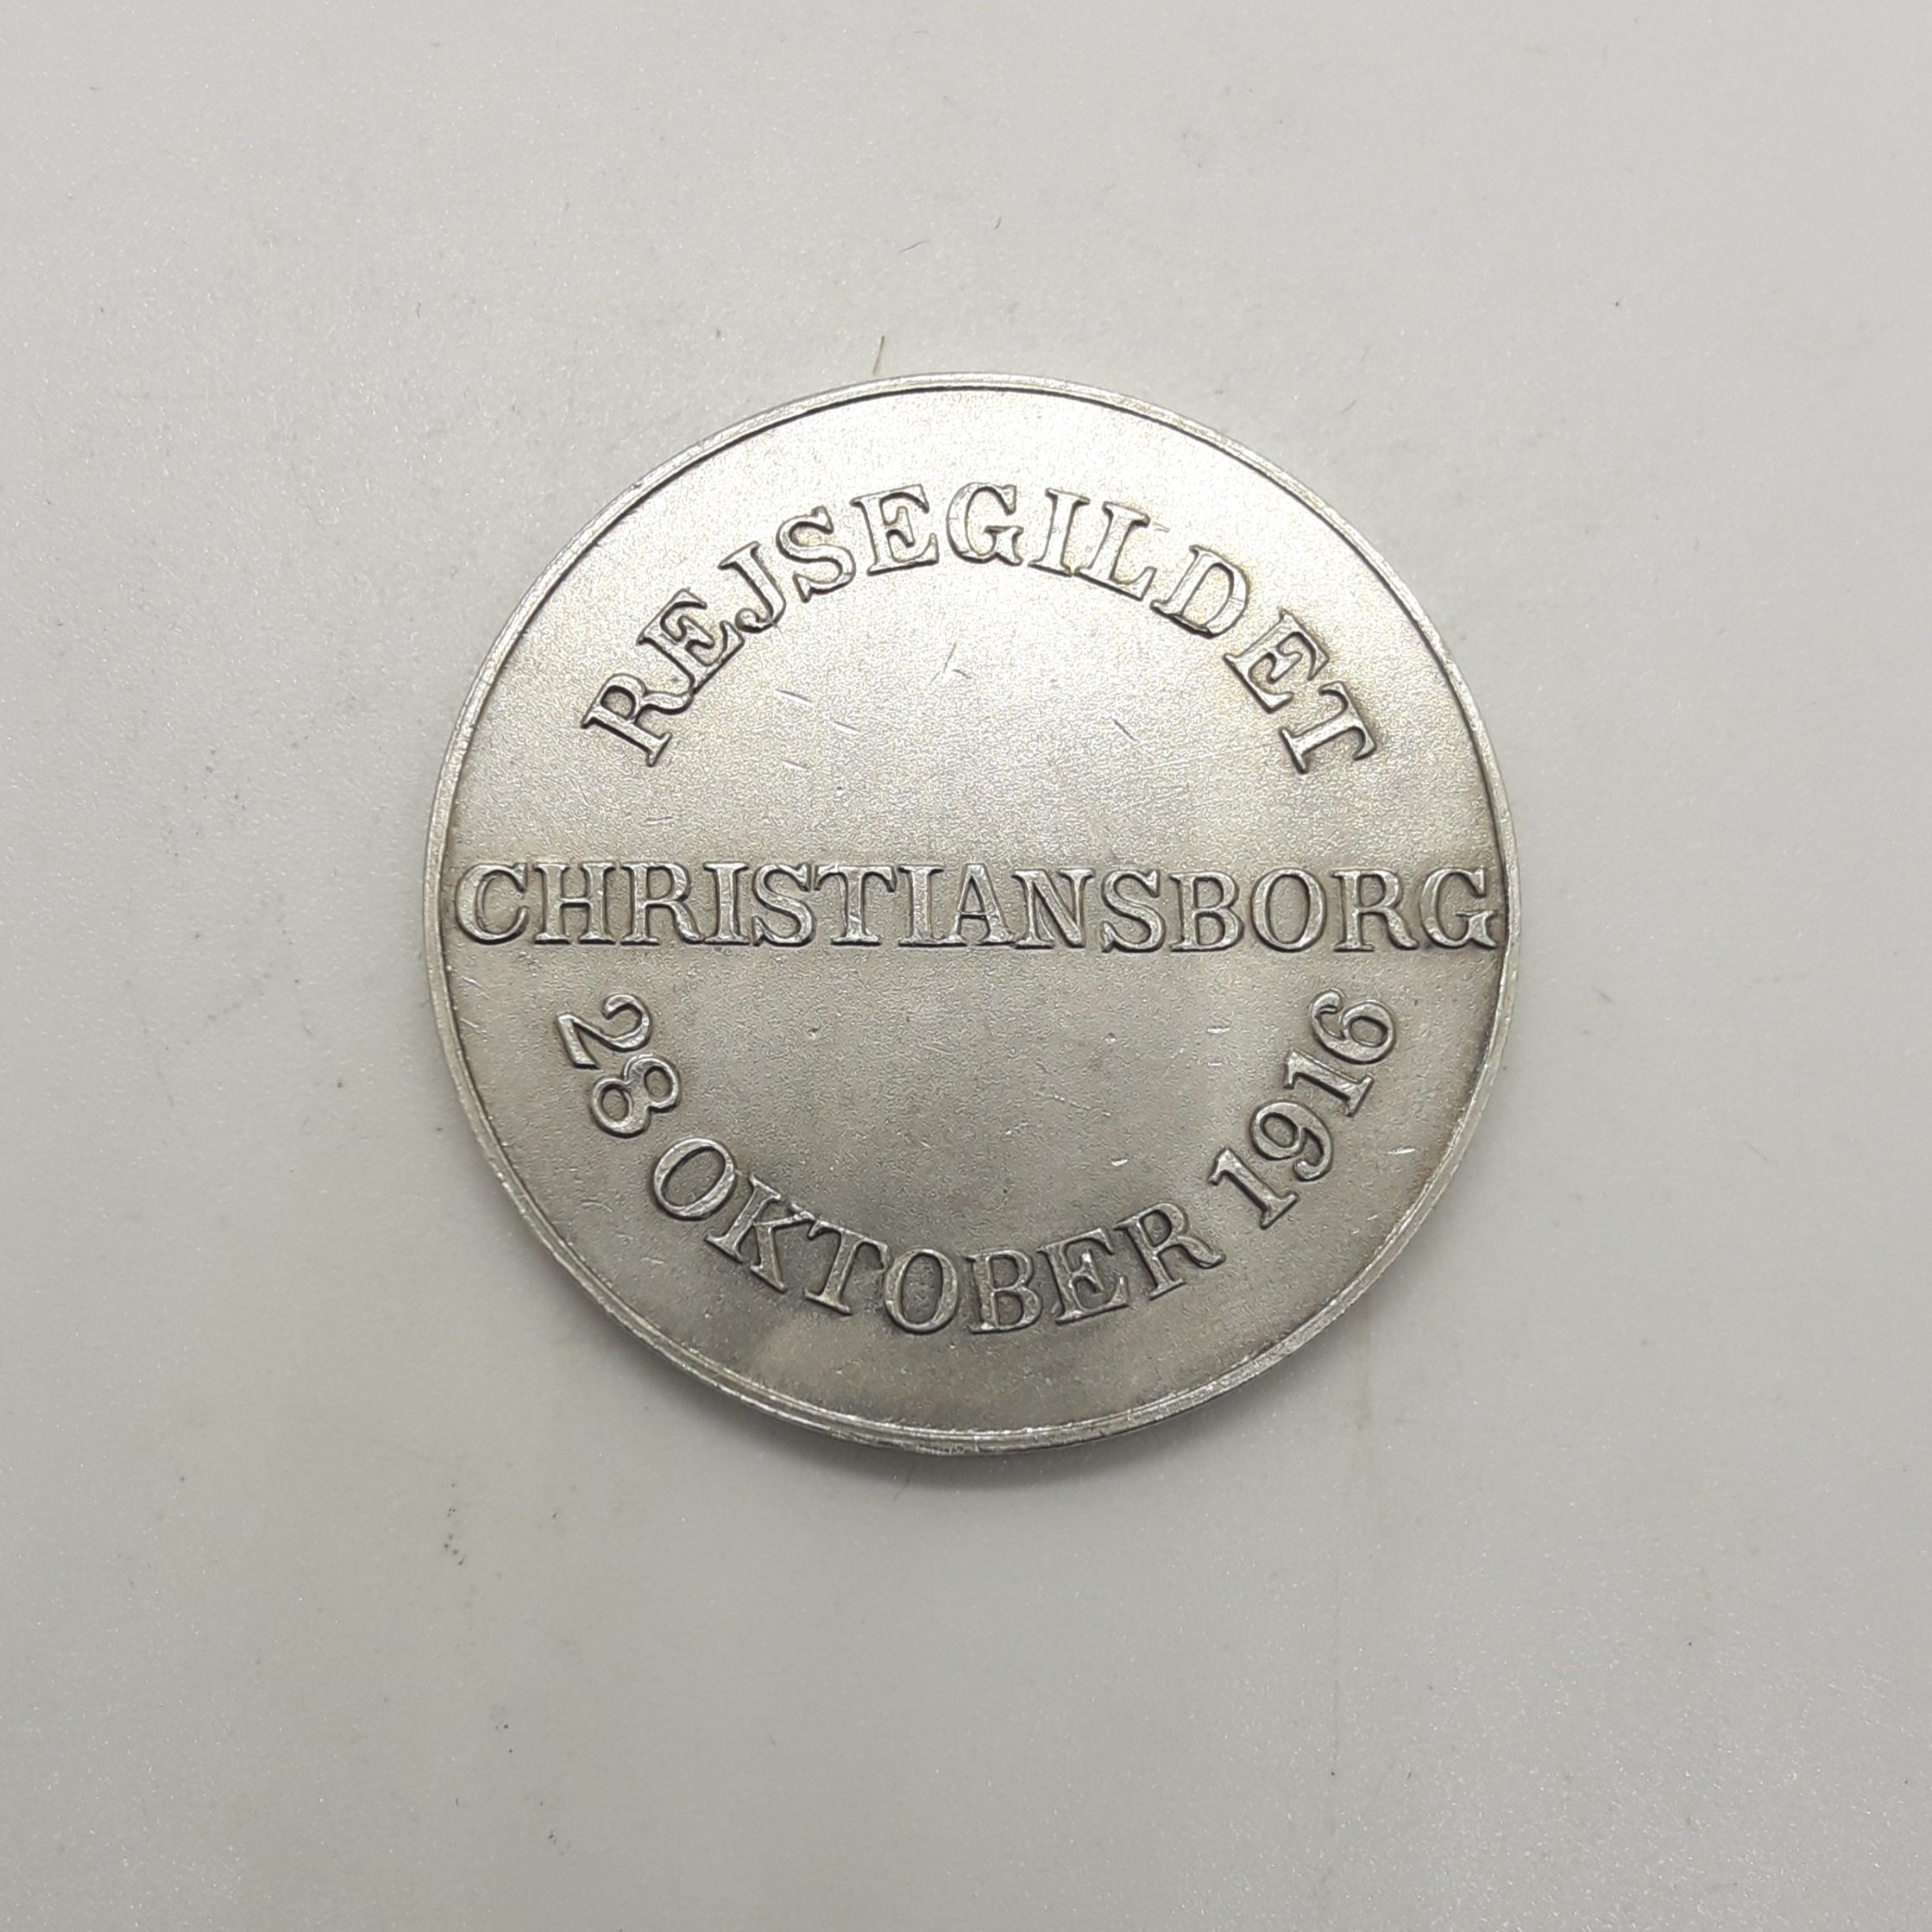 REJSEGILDET
CHRISTIANSBORG
28 OKTOBER 1916